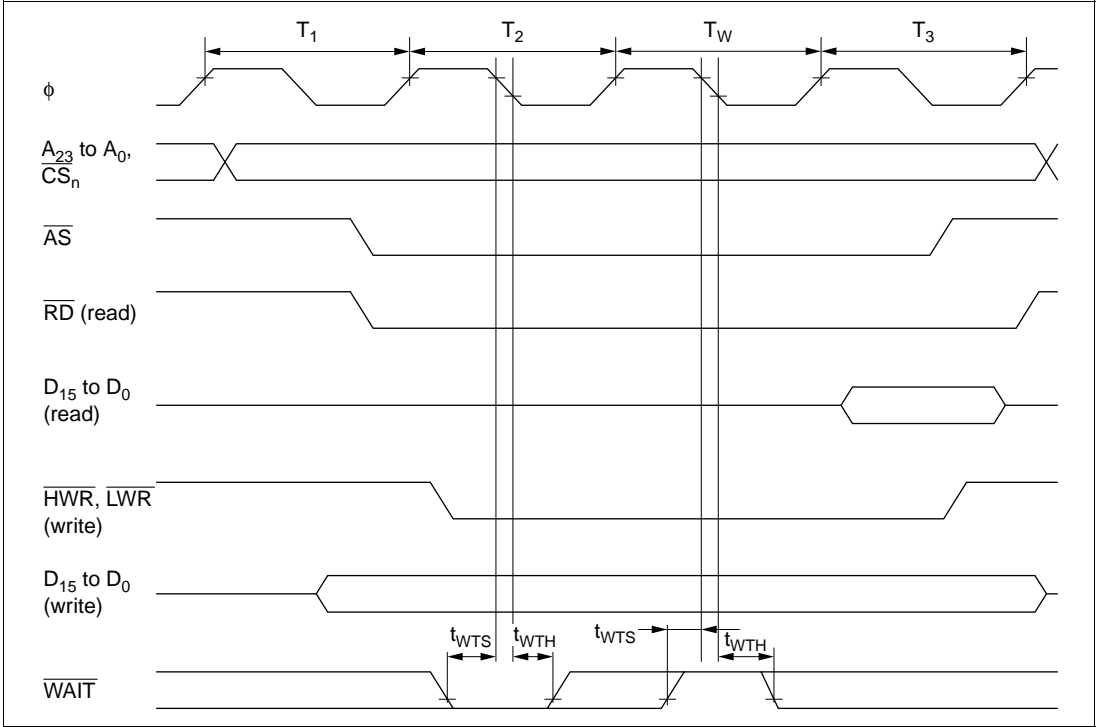 T1 T2 TW T3
φ
A23 to A0,
CSn
AS
RD (read)
D15 to D0
(read)
HWR, LWR
(write)
D15 to D0
(write)
tWTS tWTH tWTS tWTH
WAIT